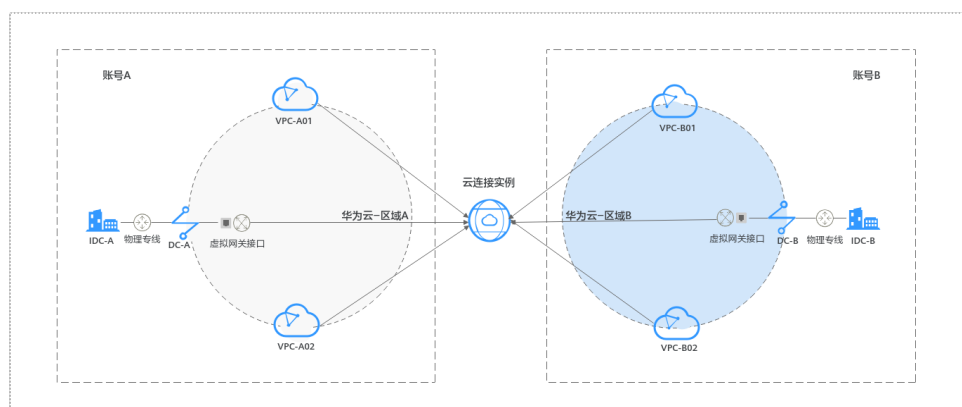 账号A
账号B
VPC-A01
VPC-B01
云连接实例
华为云-区域A
华为云-区域B
IDC-A
物理专线
DC-A
虚拟网关接口
虚拟网关接口
DC-B
物理专线
IDC-B
VPC-A02
VPC-B02